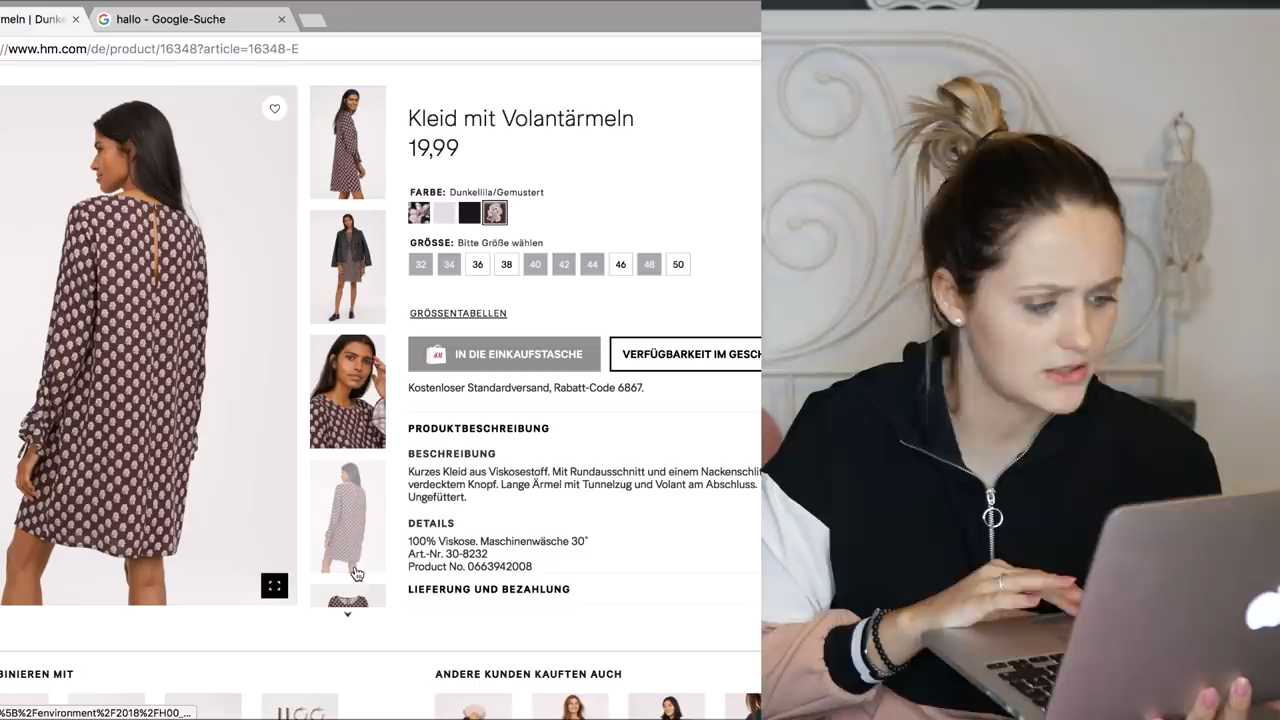 rmeln | Dunke
hallo - Google-Suche
//www.hm.com/de/product/16348?article=16348-E
Kleid mit Volantärmeln
19,99
FARBE: Dunkellila/Gemustert
GRÖSSE: Bitte Größe wählen
32 34 36 38 40 42 44 46 48 50
GRÖSSENTABELLEN
H&M IN DIE EINKAUFSTASCHE
VERFÜGBARKEIT IM GESCH
Kostenloser Standardversand, Rabatt-Code 6867.
PRODUKTBESCHREIBUNG
BESCHREIBUNG
Kurzes Kleid aus Viskosestoff. Mit Rundausschnitt und einem Nackenschlit
verdecktem Knopf. Lange Ärmel mit Tunnelzug und Volant am Abschluss.
Ungefüttert.
DETAILS
100% Viskose. Maschinenwäsche 30°
Art.-Nr. 30-8232
Product No. 0663942008
LIEFERUNG UND BEZAHLUNG
BINIEREN MIT
ANDERE KUNDEN KAUFTEN AUCH
%5B%2Fenvironment%2F2018%2FH00_...